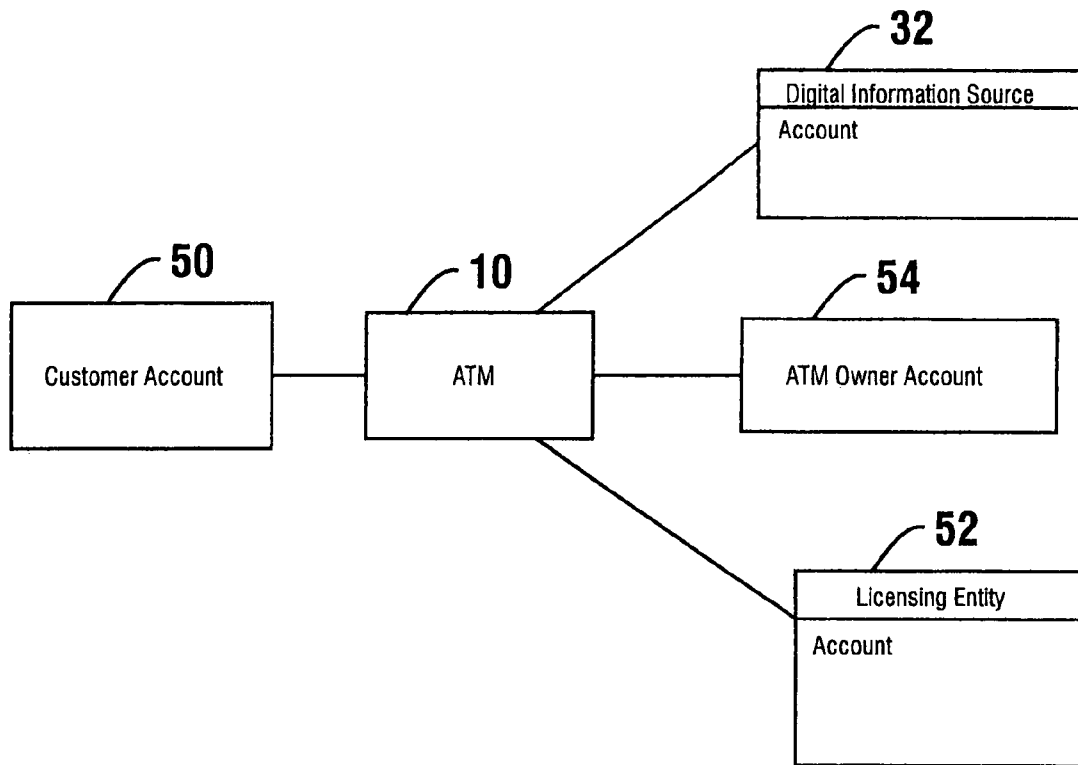 32
Digital Information Source
Account
50
Customer Account
10
ATM
54
ATM Owner Account
52
Licensing Entity
Account